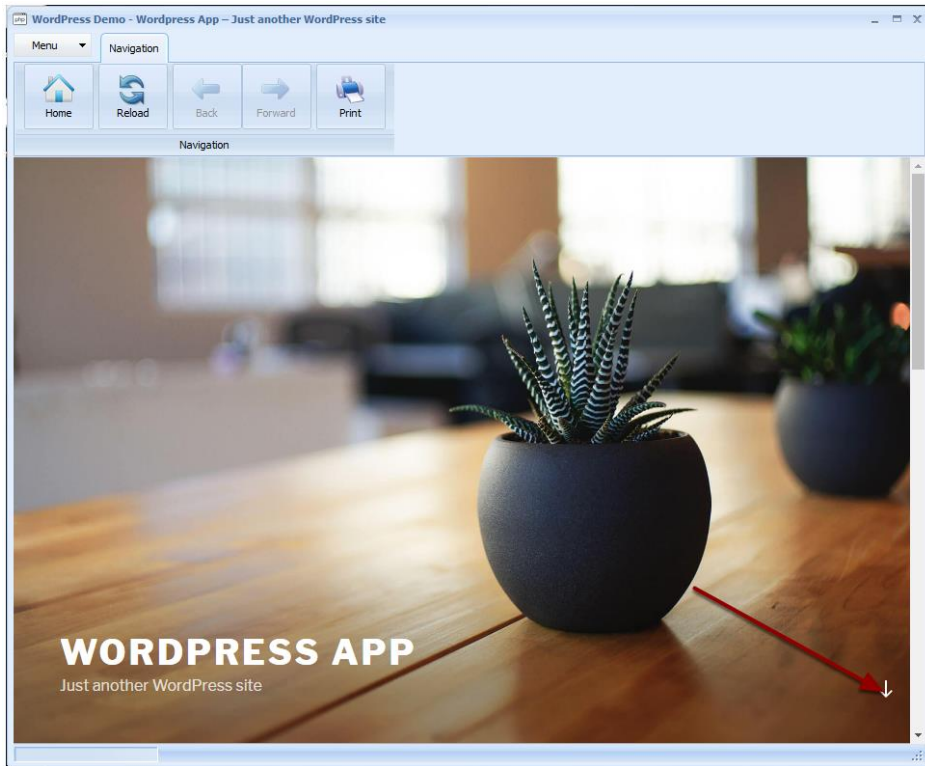 php WordPress Demo - Wordpress App – Just another WordPress site
Menu
Navigation
Home
Reload
Back
Forward
Print
Navigation
WORDPRESS APP
Just another WordPress site